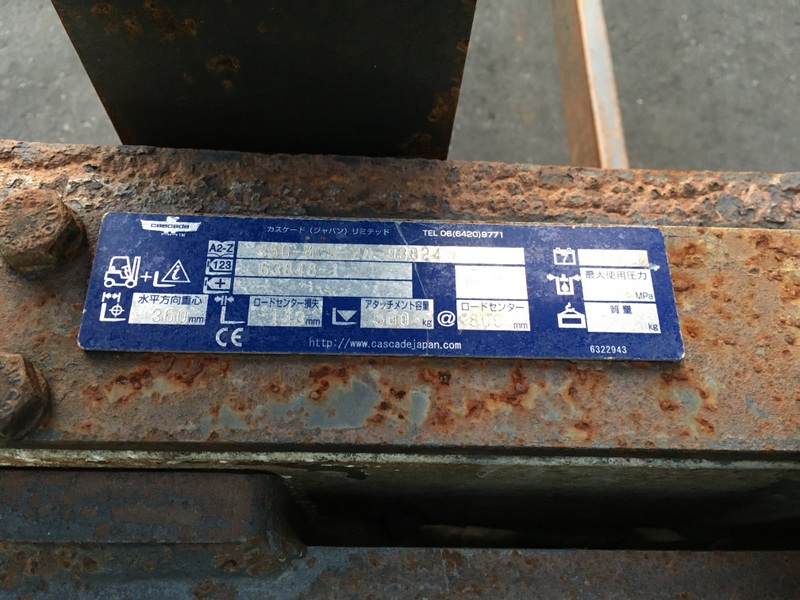 cascade
カスケード (ジャパン) リミテッド TEL 06(6420)9771
A2-Z
123
水平方向重心 360mm
ロードセンター損失 mm
アタッチメント容量 kg
@
ロードセンター 800 mm
最大使用圧力 MPa
質量 kg
CE
http://www.cascadejapan.com
6322943